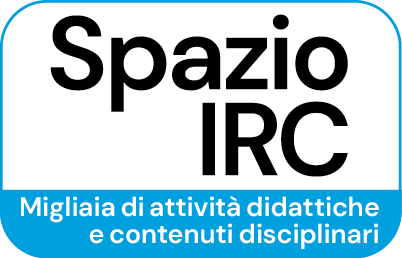 Spazio
IRC
Migliaia di attività didattiche
e contenuti disciplinari